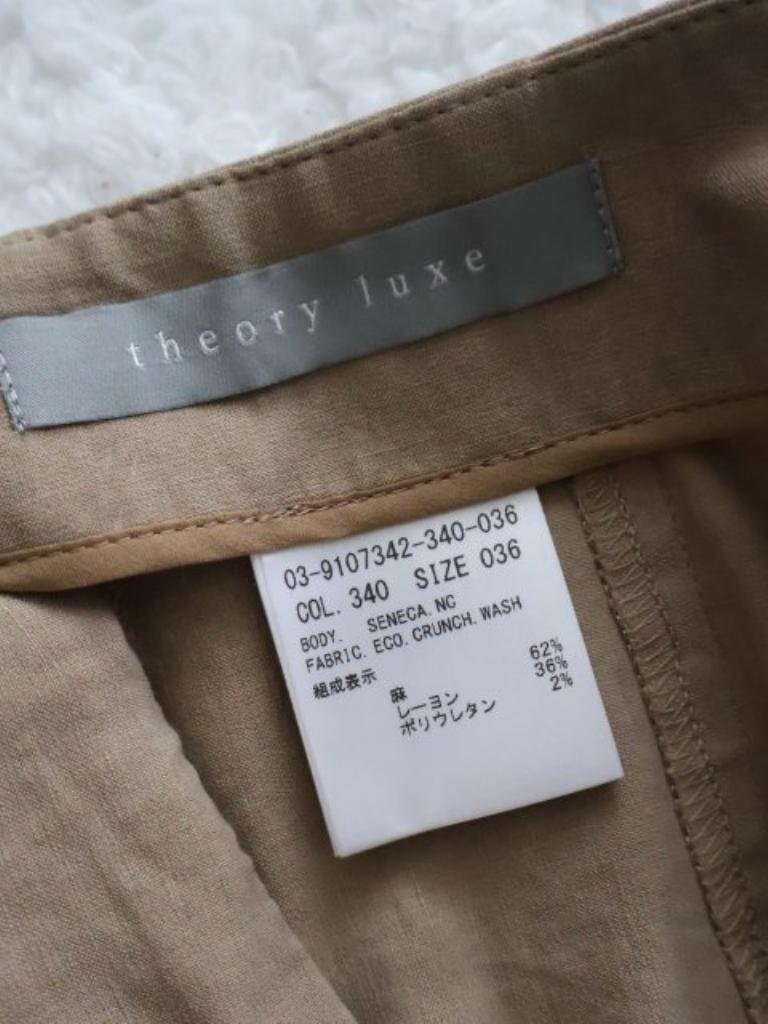 theory luxe
03-9107342-340-036
COL. 340 SIZE 036
BODY. SENECA.NC
FABRIC.ECO.CRUNCH.WASH
組成表示
麻 62%
レーヨン 36%
ポリウレタン 2%